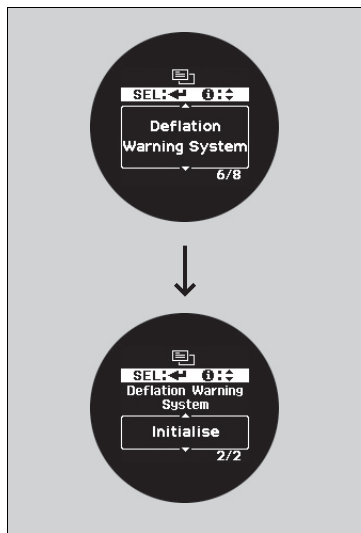 SEL:↵ ℹ:⬍
Deflation
Warning System
6/8
SEL:↵ ℹ:⬍
Deflation Warning
System
Initialise
2/2